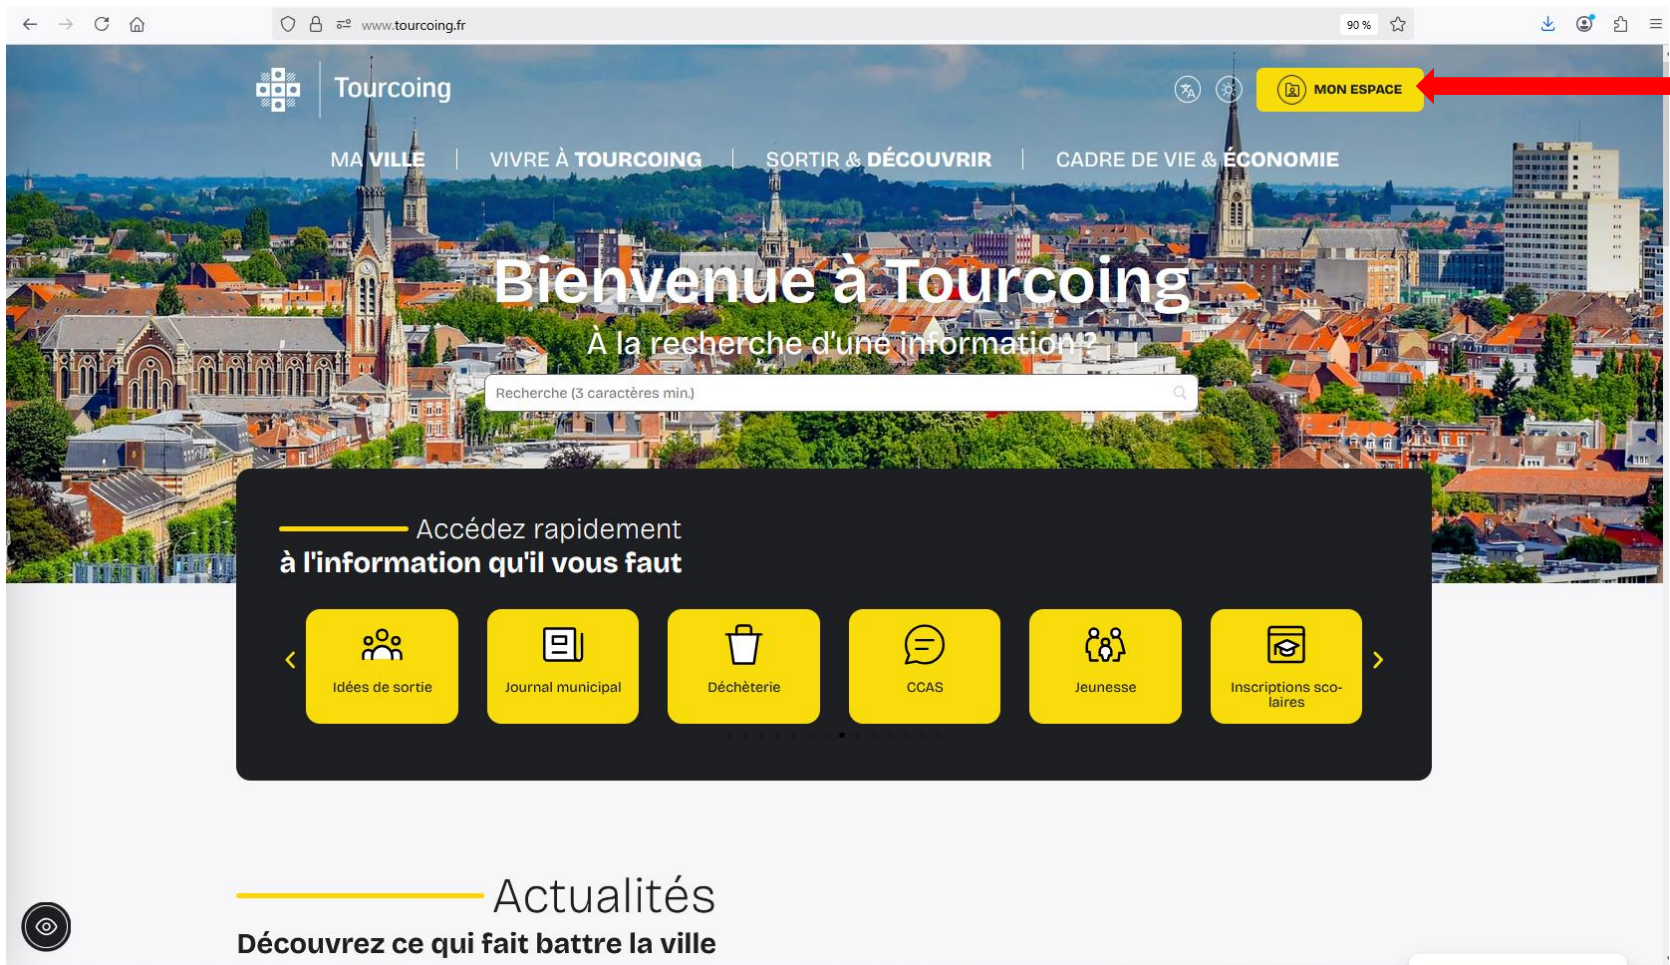 www.tourcoing.fr
90 %
Tourcoing
MON ESPACE
MA VILLE
VIVRE À TOURCOING
SORTIR & DÉCOUVRIR
CADRE DE VIE & ÉCONOMIE
Bienvenue à Tourcoing
À la recherche d'une information ?
Recherche (3 caractères min.)
Accédez rapidement
à l'information qu'il vous faut
Idées de sortie
Journal municipal
Déchèterie
CCAS
Jeunesse
Inscriptions sco-
laires
Actualités
Découvrez ce qui fait battre la ville